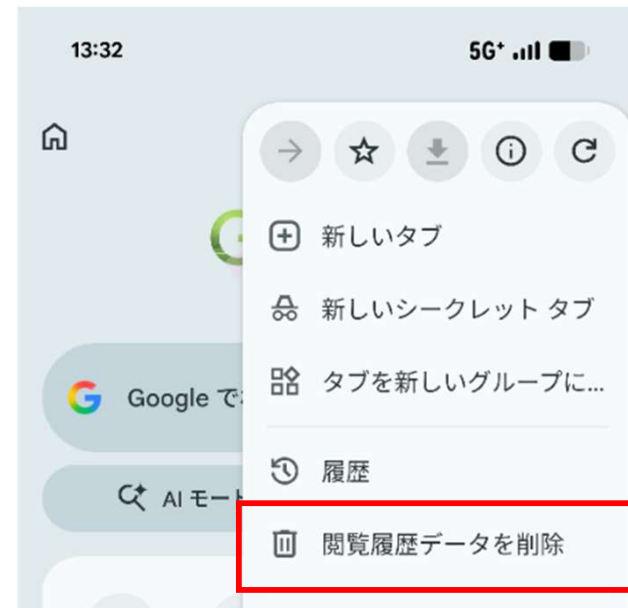 13:32
5G+
新しいタブ
新しいシークレット タブ
Google で
タブを新しいグループに...
履歴
AI モード
閲覧履歴データを削除